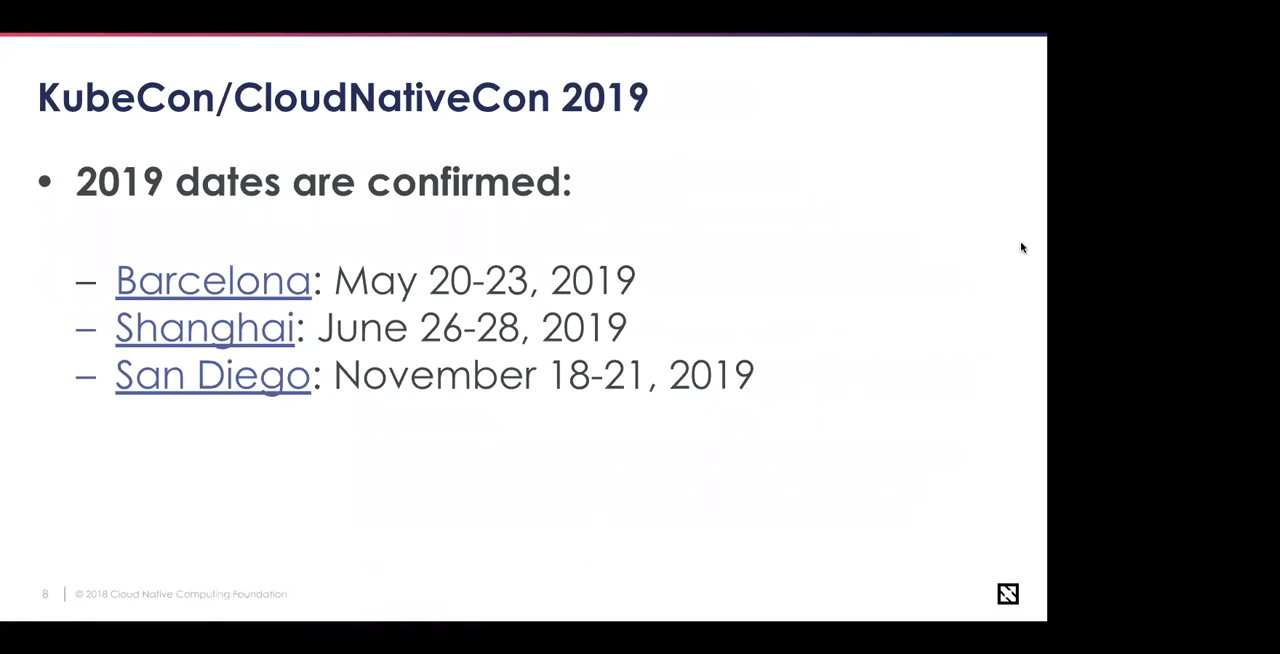 KubeCon/CloudNativeCon 2019
• 2019 dates are confirmed:
– Barcelona: May 20-23, 2019
– Shanghai: June 26-28, 2019
– San Diego: November 18-21, 2019
8 | © 2018 Cloud Native Computing Foundation